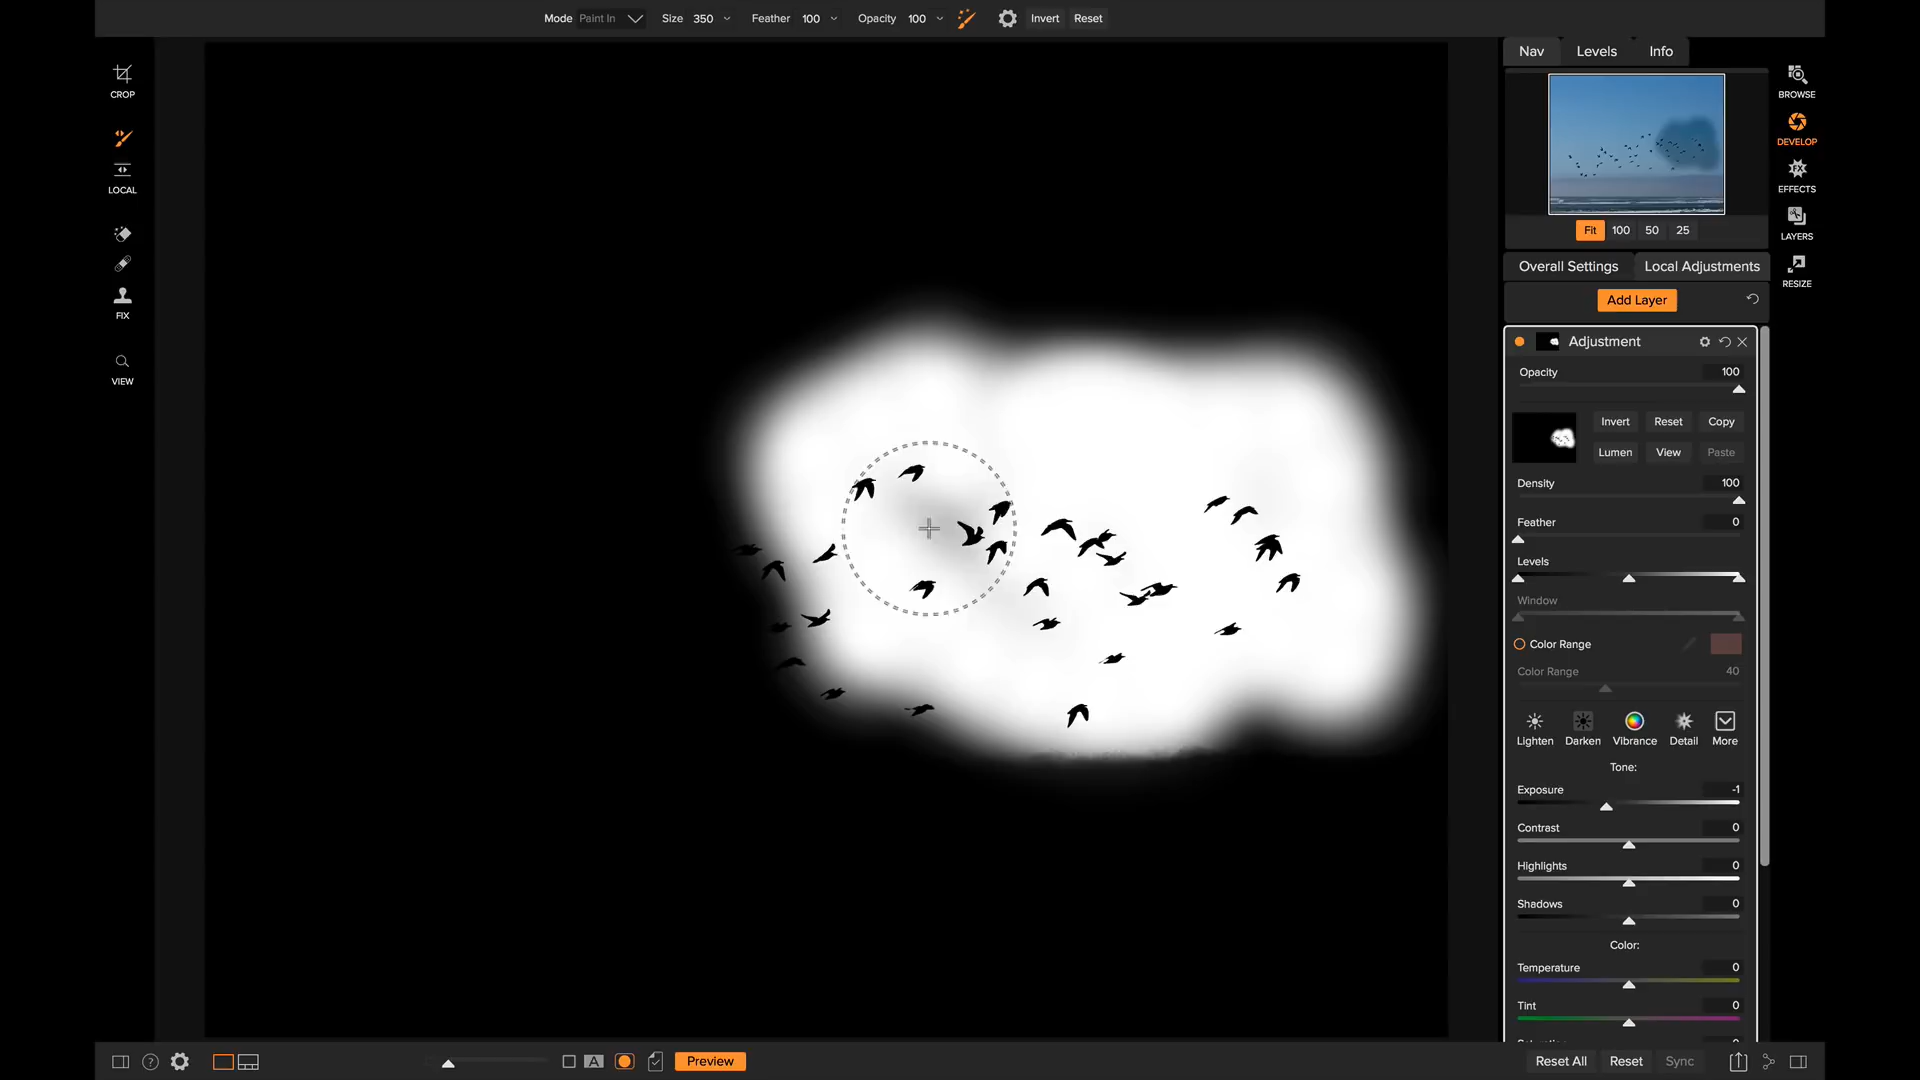 Mode Paint In Size 350 Feather 100 Opacity 100 Invert Reset
CROP
LOCAL
FIX
VIEW
Nav Levels Info
Fit 100 50 25
BROWSE
DEVELOP
EFFECTS
LAYERS
RESIZE
Overall Settings Local Adjustments
Add Layer
Adjustment
Opacity 100
Invert Reset Copy
Lumen View Paste
Density 100
Feather 0
Levels
Window
Color Range
Color Range 40
Lighten Darken Vibrance Detail More
Tone:
Exposure -1
Contrast 0
Highlights 0
Shadows 0
Color:
Temperature 0
Tint 0
? A Preview
Reset All Reset Sync